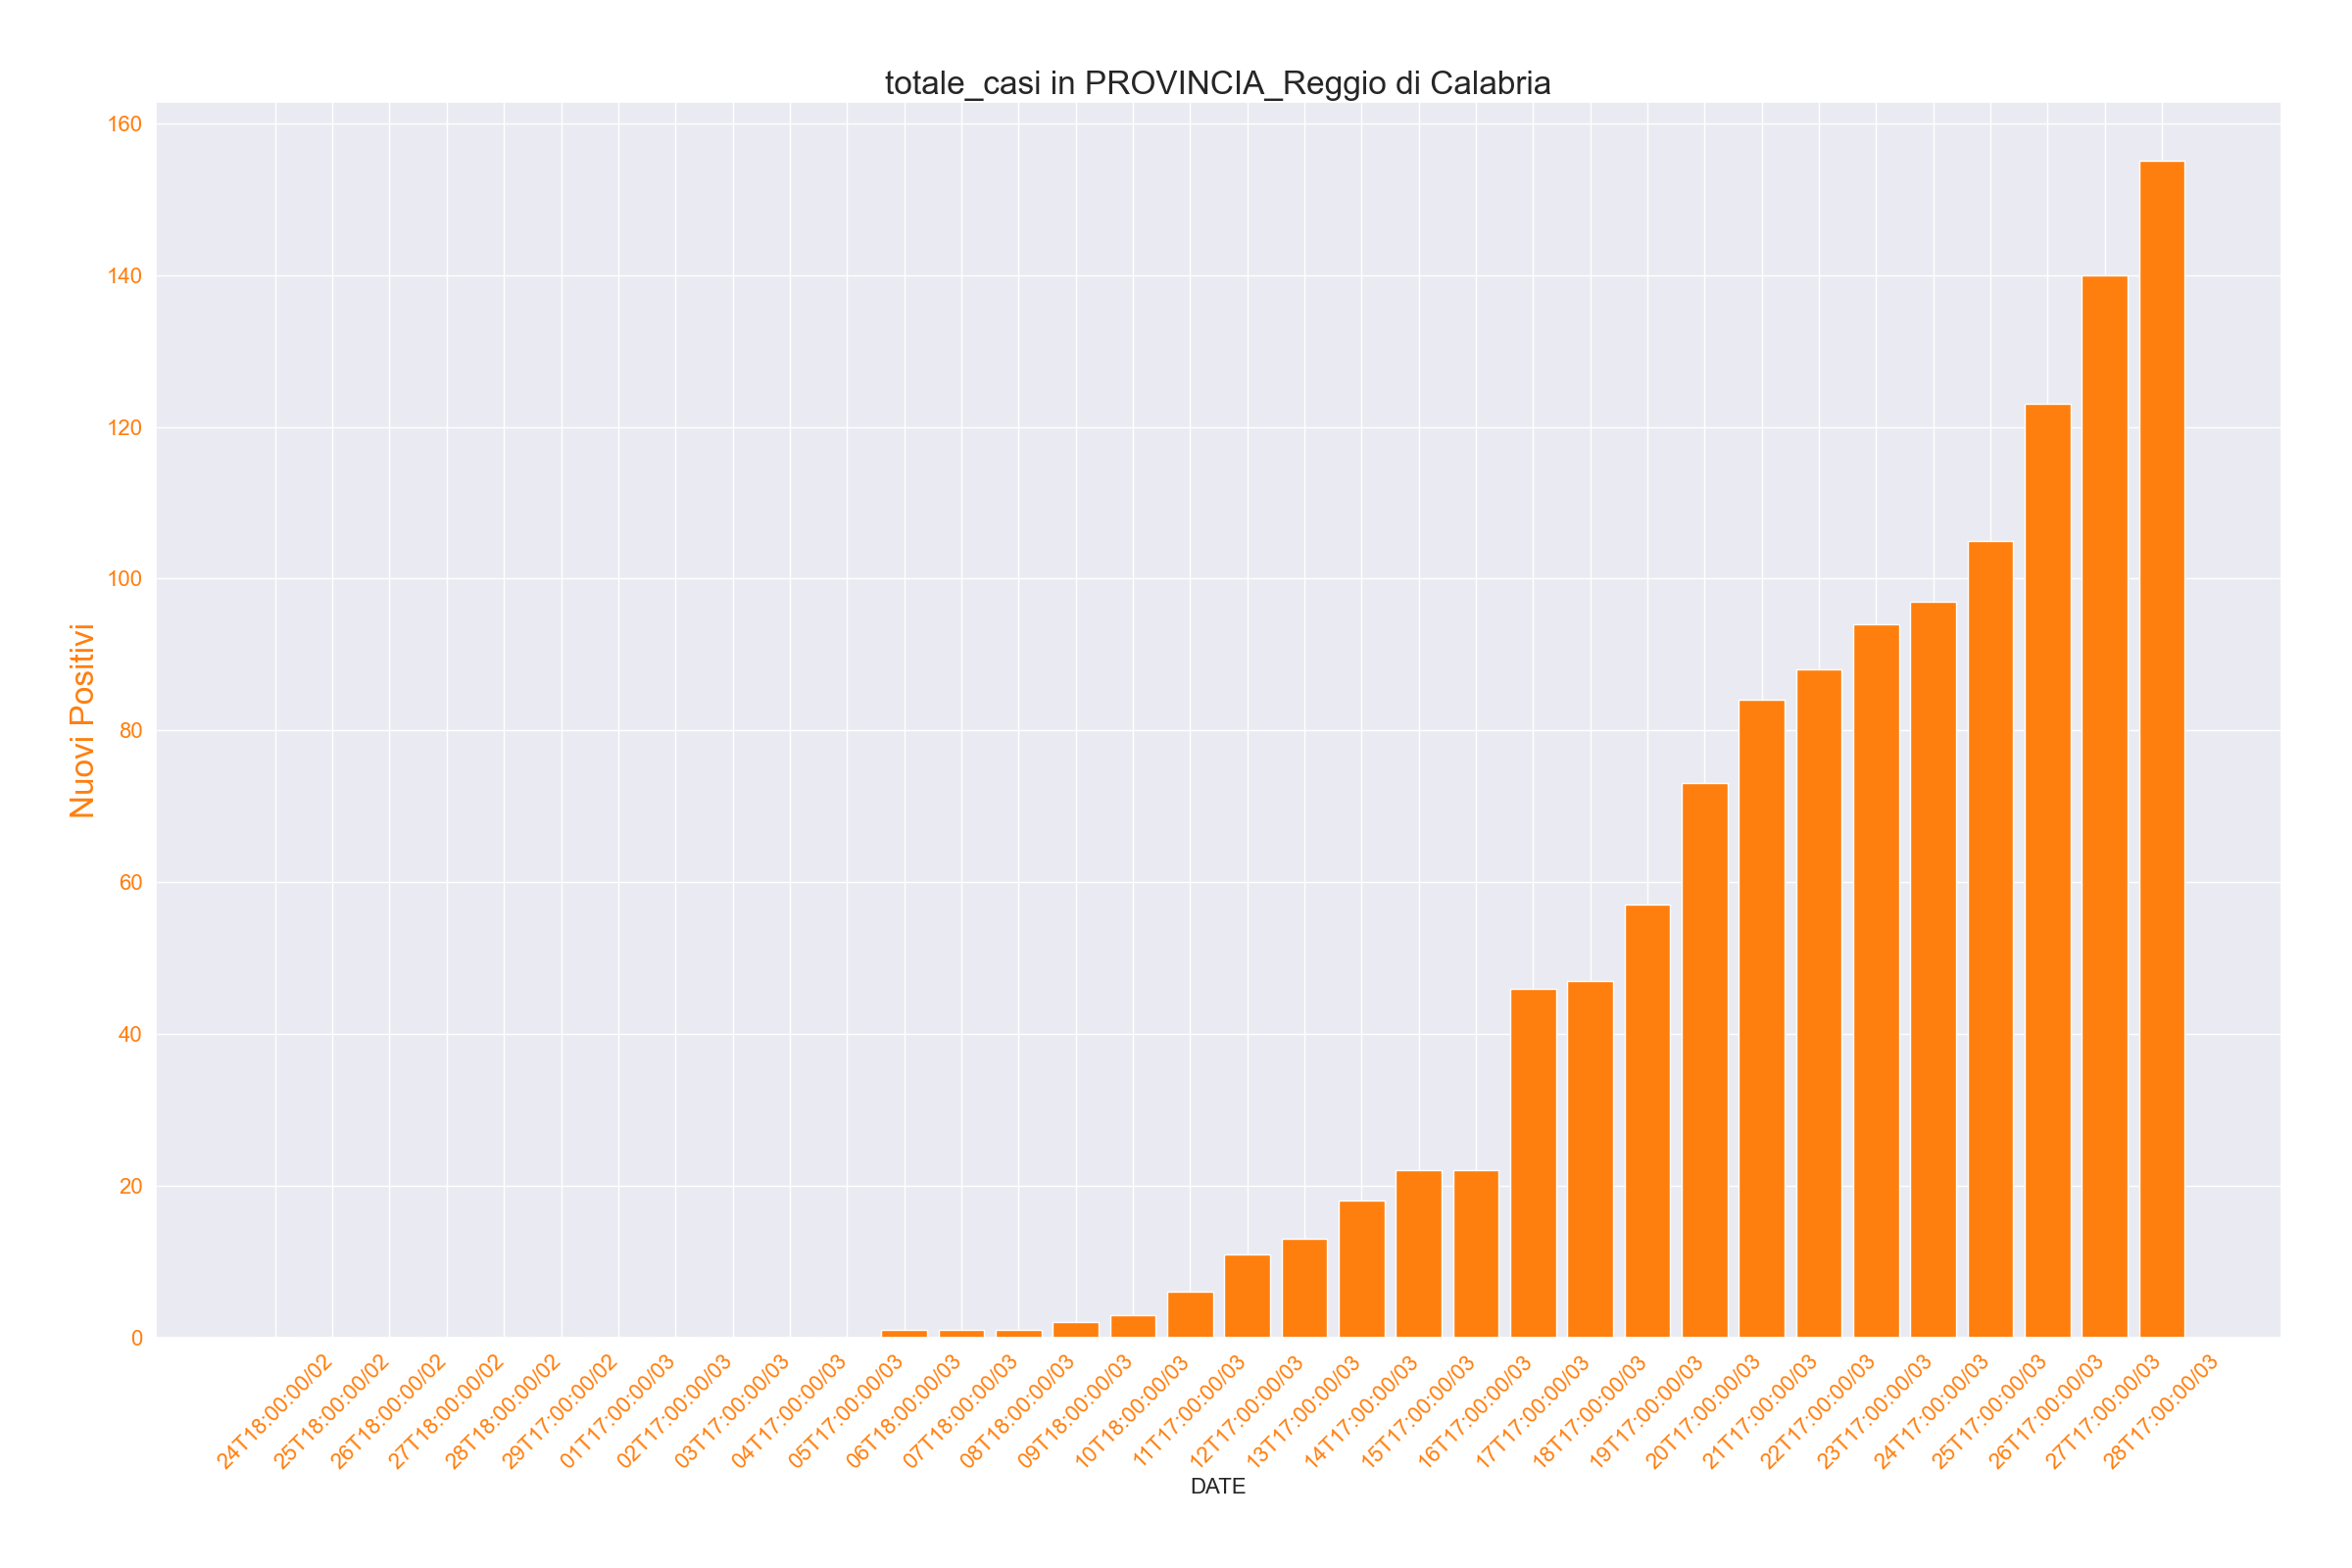 totale_casi in PROVINCIA_Reggio di Calabria
160
140
120
100
80
60
40
20
0
Nuovi Positivi
24T18:00:00/02
25T18:00:00/02
26T18:00:00/02
27T18:00:00/02
28T18:00:00/02
29T17:00:00/02
01T17:00:00/03
02T17:00:00/03
03T17:00:00/03
04T17:00:00/03
05T17:00:00/03
06T18:00:00/03
07T18:00:00/03
08T18:00:00/03
09T18:00:00/03
10T18:00:00/03
11T17:00:00/03
12T17:00:00/03
13T17:00:00/03
14T17:00:00/03
15T17:00:00/03
16T17:00:00/03
17T17:00:00/03
18T17:00:00/03
19T17:00:00/03
20T17:00:00/03
21T17:00:00/03
22T17:00:00/03
23T17:00:00/03
24T17:00:00/03
25T17:00:00/03
26T17:00:00/03
27T17:00:00/03
28T17:00:00/03
DATE